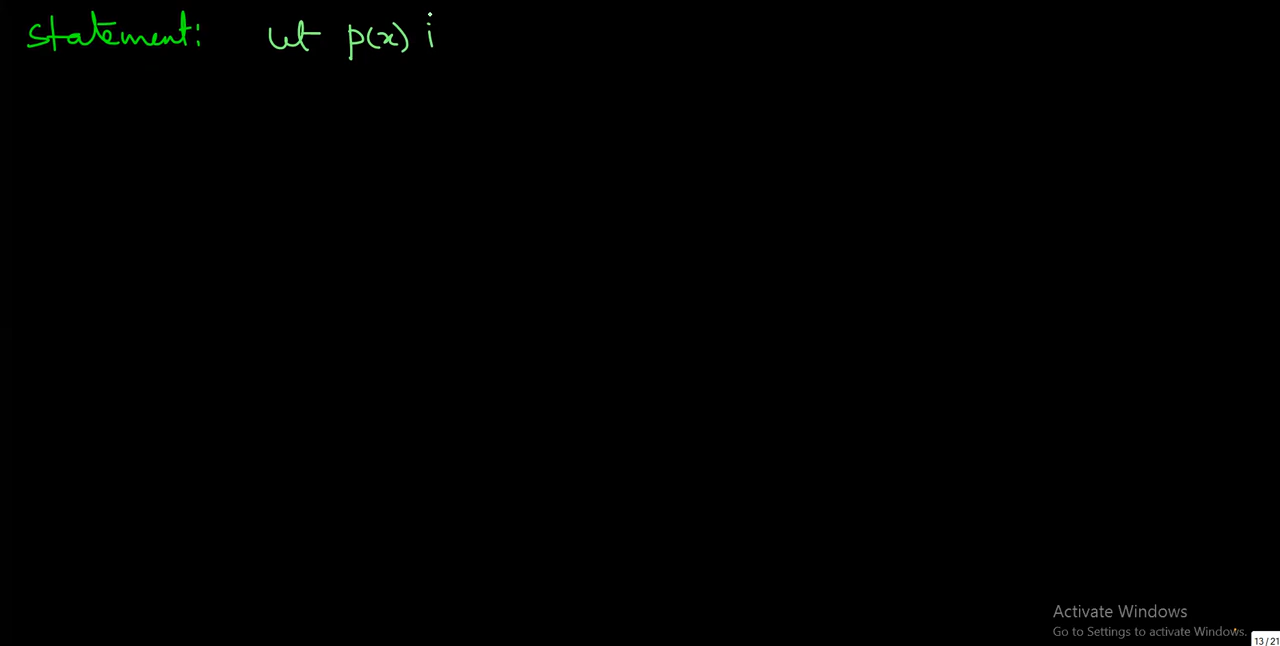 Statement: let p(x) i
Activate Windows
Go to Settings to activate Windows.
13/21